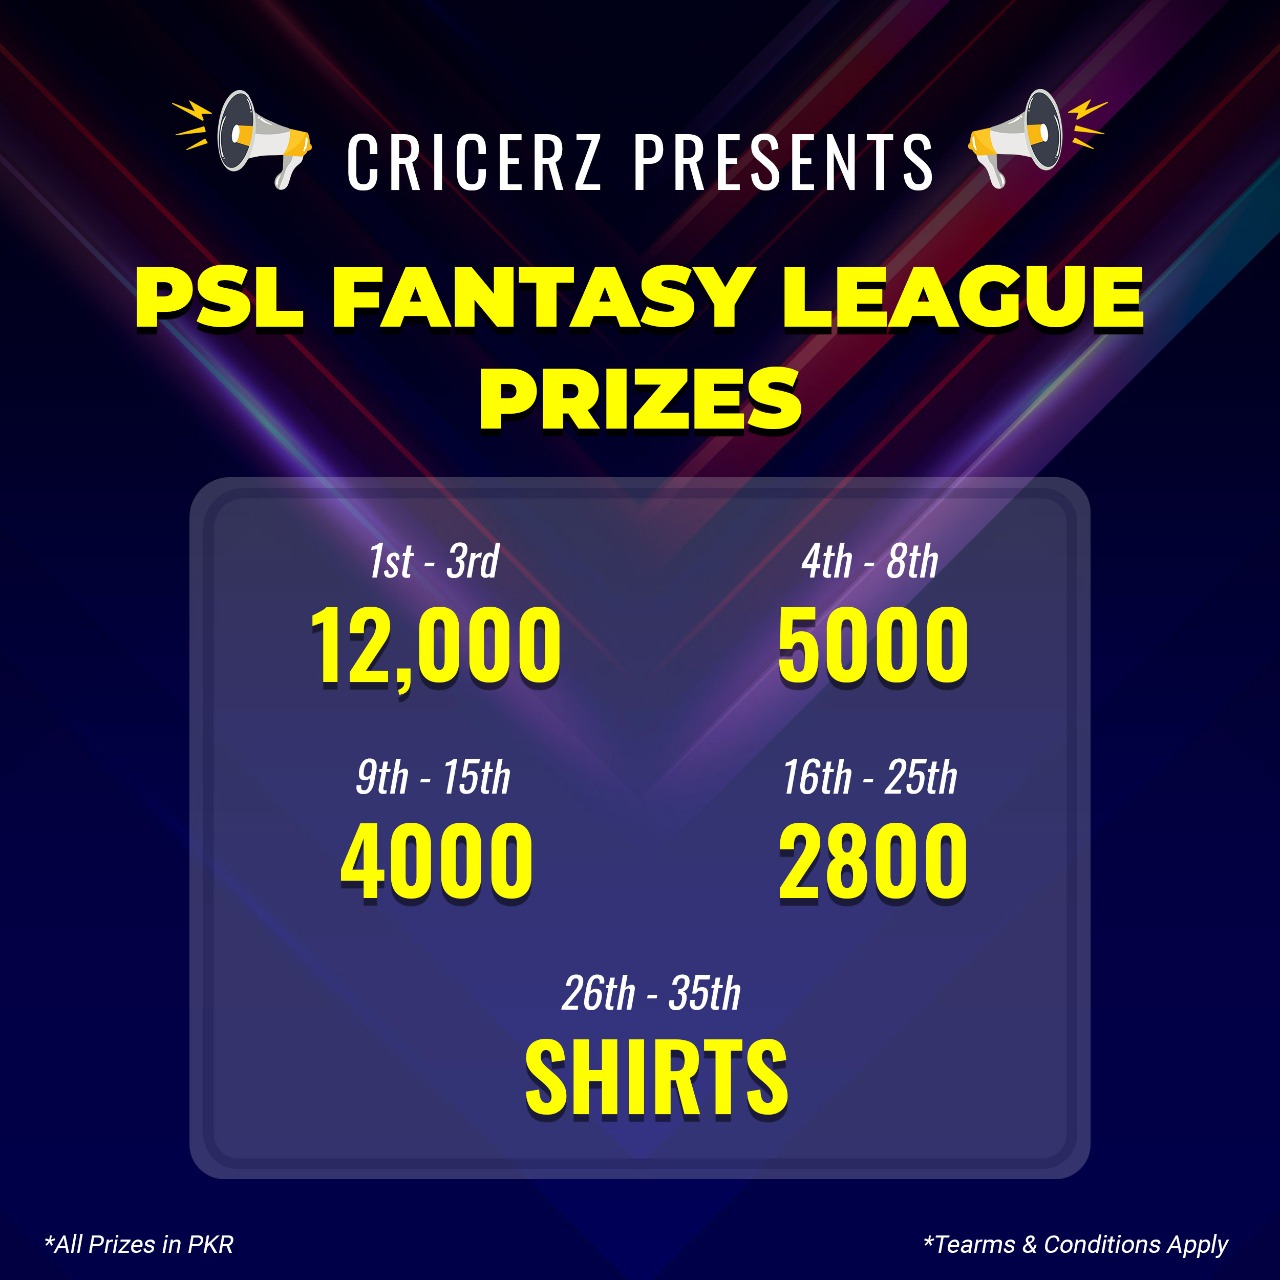 CRICERZ PRESENTS
PSL FANTASY LEAGUE
PRIZES
1st - 3rd
12,000
4th - 8th
5000
9th - 15th
4000
16th - 25th
2800
26th - 35th
SHIRTS
*All Prizes in PKR
*Tearms & Conditions Apply